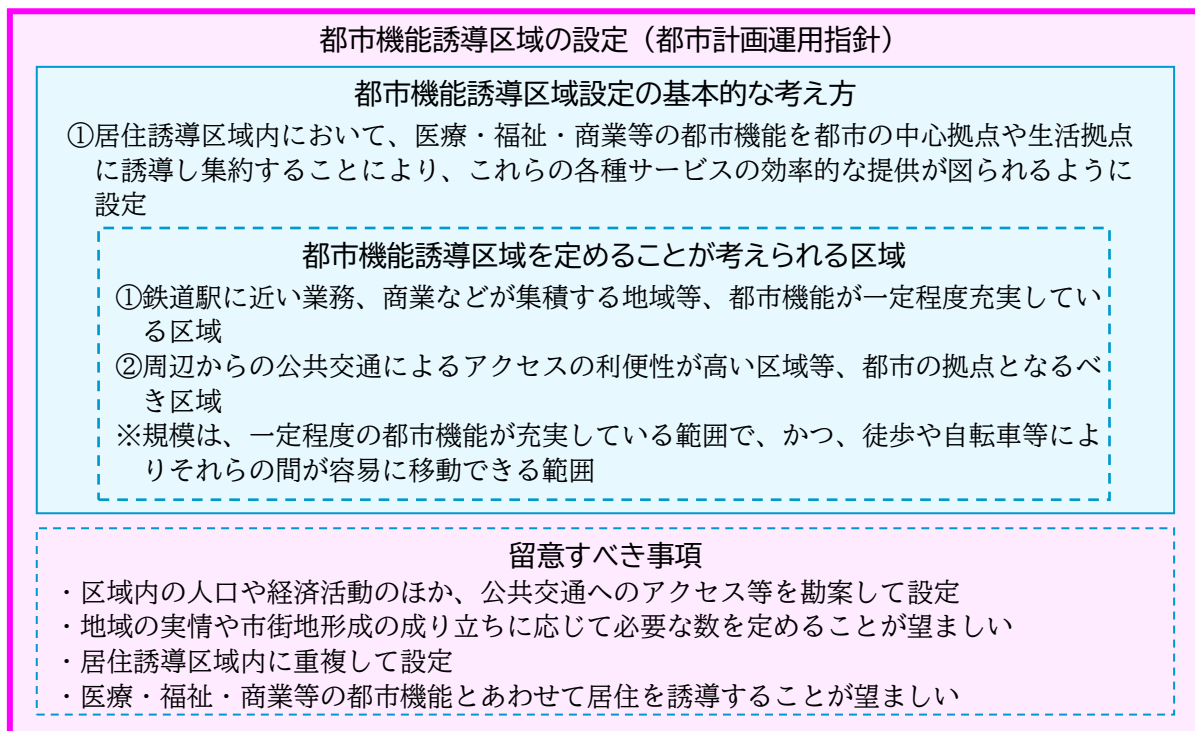 都市機能誘導区域の設定（都市計画運用指針）
都市機能誘導区域設定の基本的な考え方
①居住誘導区域内において、医療・福祉・商業等の都市機能を都市の中心拠点や生活拠点
に誘導し集約することにより、これらの各種サービスの効率的な提供が図られるように
設定
都市機能誘導区域を定めることが考えられる区域
①鉄道駅に近い業務、商業などが集積する地域等、都市機能が一定程度充実してい
る区域
②周辺からの公共交通によるアクセスの利便性が高い区域等、都市の拠点となるべ
き区域
※規模は、一定程度の都市機能が充実している範囲で、かつ、徒歩や自転車等によ
りそれらの間が容易に移動できる範囲
留意すべき事項
・区域内の人口や経済活動のほか、公共交通へのアクセス等を勘案して設定
・地域の実情や市街地形成の成り立ちに応じて必要な数を定めることが望ましい
・居住誘導区域内に重複して設定
・医療・福祉・商業等の都市機能とあわせて居住を誘導することが望ましい